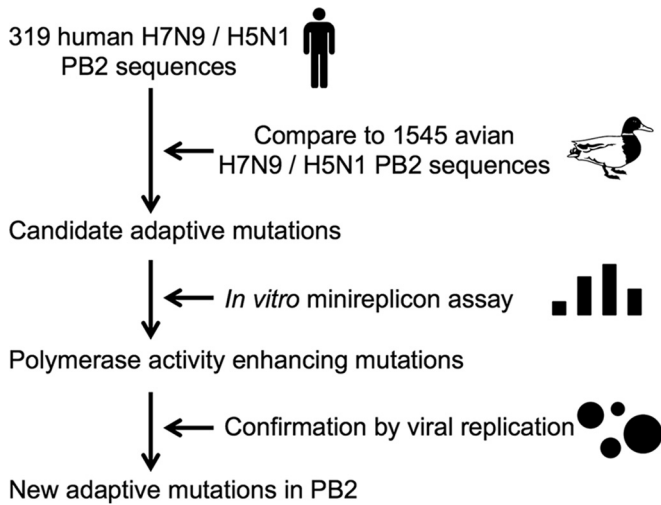 319 human H7N9 / H5N1
PB2 sequences
Compare to 1545 avian
H7N9 / H5N1 PB2 sequences
Candidate adaptive mutations
In vitro minireplicon assay
Polymerase activity enhancing mutations
Confirmation by viral replication
New adaptive mutations in PB2